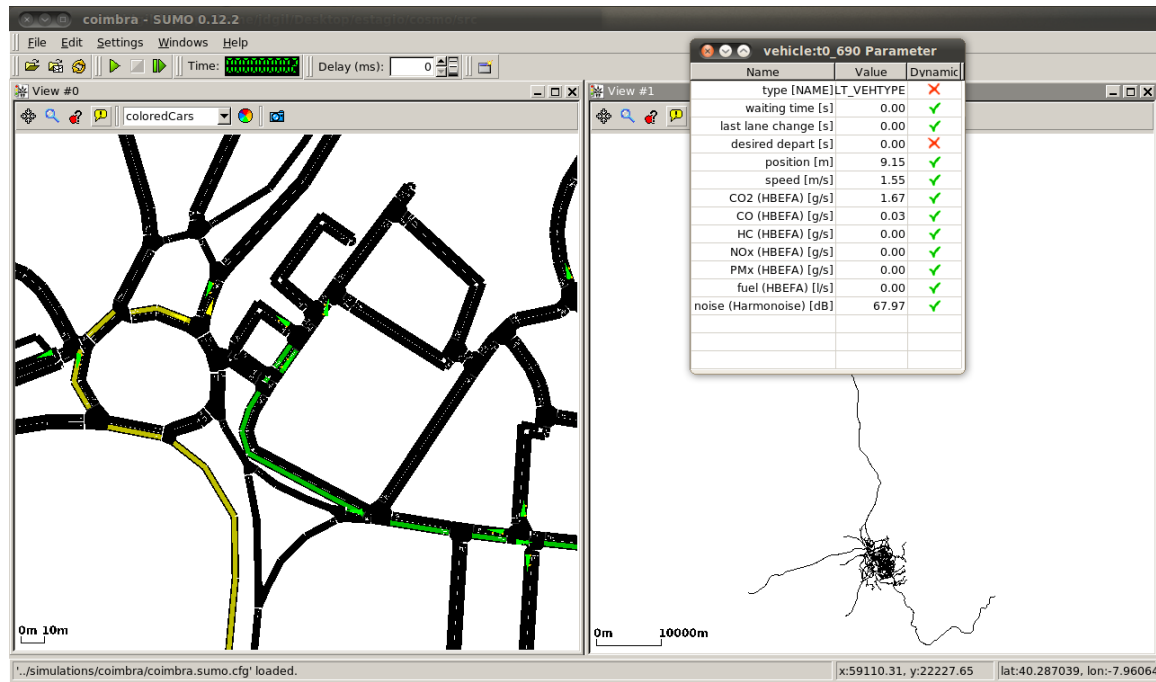 coimbra - SUMO 0.12.2
File Edit Settings Windows Help
Time: Delay (ms): 0
View #0
coloredCars
0m 10m
View #1
0m 10000m
vehicle:t0_690 Parameter
Name Value Dynamic
type [NAME] LT_VEHTYPE
waiting time [s] 0.00
last lane change [s] 0.00
desired depart [s] 0.00
position [m] 9.15
speed [m/s] 1.55
CO2 (HBEFA) [g/s] 1.67
CO (HBEFA) [g/s] 0.03
HC (HBEFA) [g/s] 0.00
NOx (HBEFA) [g/s] 0.00
PMx (HBEFA) [g/s] 0.00
fuel (HBEFA) [l/s] 0.00
noise (Harmonoise) [dB] 67.97
'../simulations/coimbra/coimbra.sumo.cfg' loaded.
x:59110.31, y:22227.65
lat:40.287039, lon:-7.96064